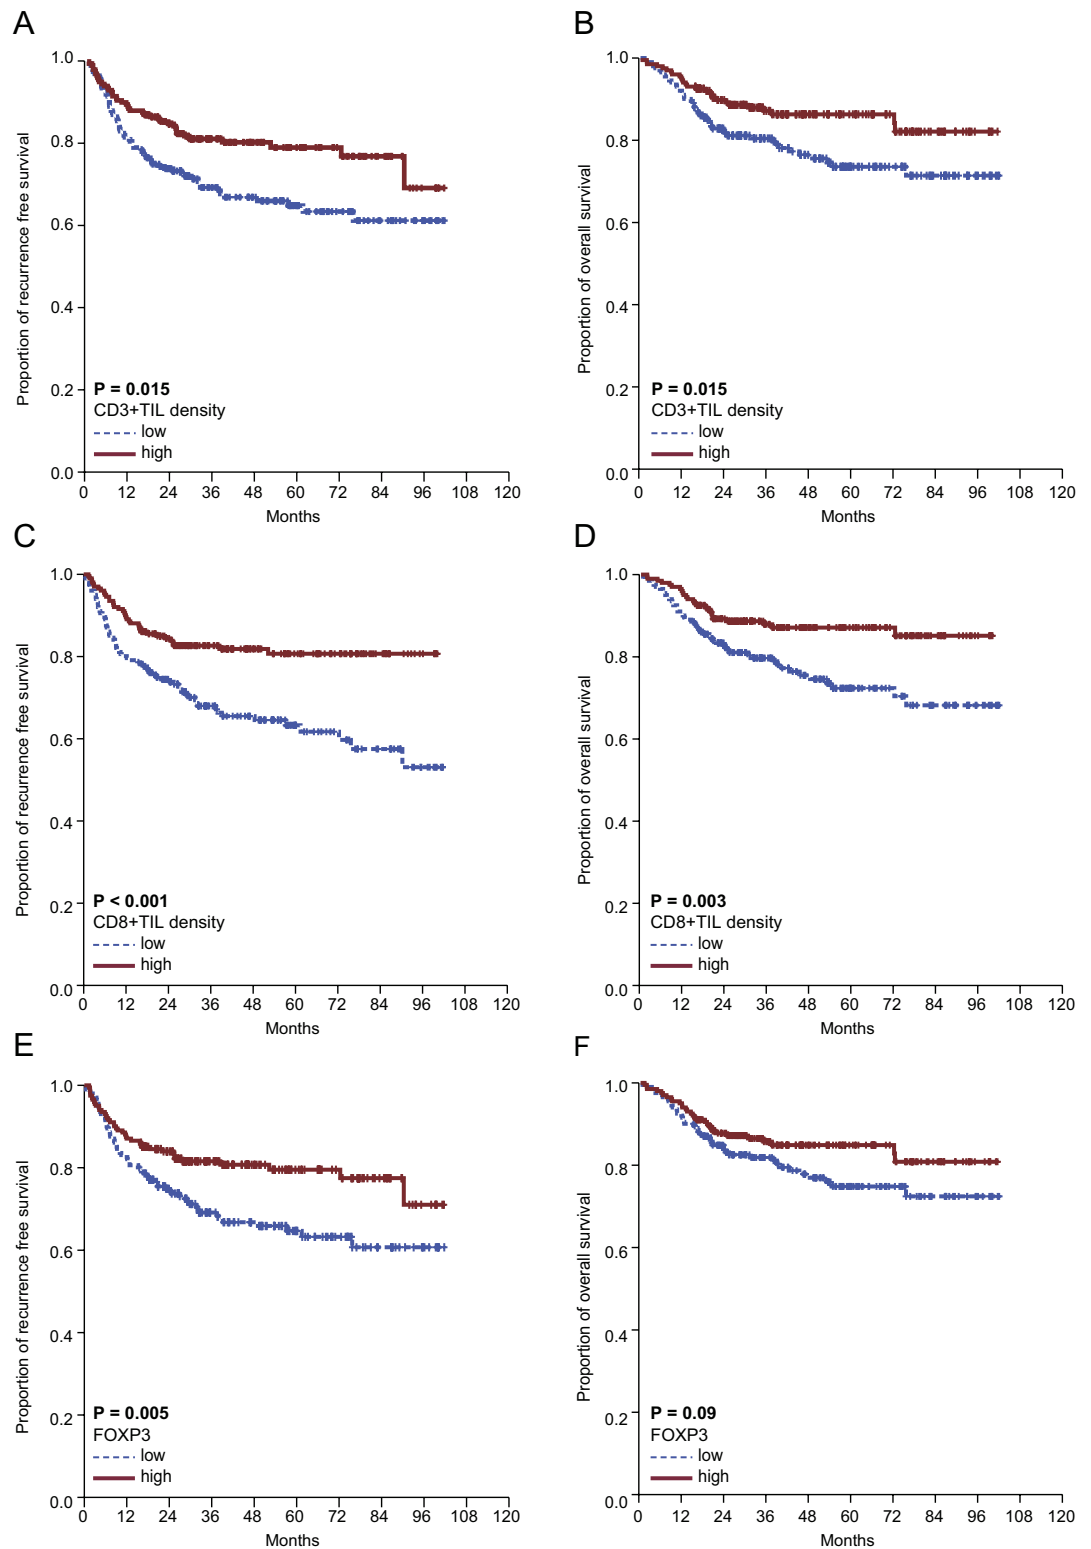 A
Proportion of recurrence free survival
1.0
0.8
0.6
0.4
0.2
0.0
P = 0.015
CD3+TIL density
low
high
0 12 24 36 48 60 72 84 96 108 120
Months
B
Proportion of overall survival
1.0
0.8
0.6
0.4
0.2
0.0
P = 0.015
CD3+TIL density
low
high
0 12 24 36 48 60 72 84 96 108 120
Months
C
Proportion of recurrence free survival
1.0
0.8
0.6
0.4
0.2
0.0
P < 0.001
CD8+TIL density
low
high
0 12 24 36 48 60 72 84 96 108 120
Months
D
Proportion of overall survival
1.0
0.8
0.6
0.4
0.2
0.0
P = 0.003
CD8+TIL density
low
high
0 12 24 36 48 60 72 84 96 108 120
Months
E
Proportion of recurrence free survival
1.0
0.8
0.6
0.4
0.2
0.0
P = 0.005
FOXP3
low
high
0 12 24 36 48 60 72 84 96 108 120
Months
F
Proportion of overall survival
1.0
0.8
0.6
0.4
0.2
0.0
P = 0.09
FOXP3
low
high
0 12 24 36 48 60 72 84 96 108 120
Months